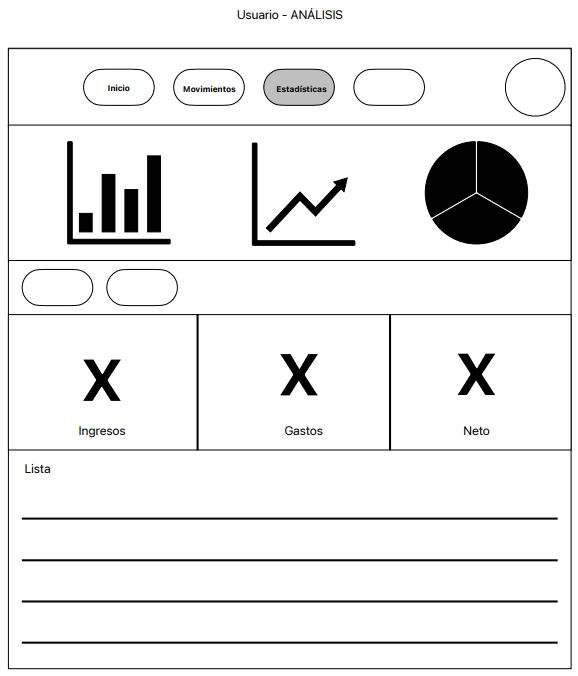 Usuario - ANÁLISIS
Inicio Movimientos Estadísticas
X X X
Ingresos Gastos Neto
Lista